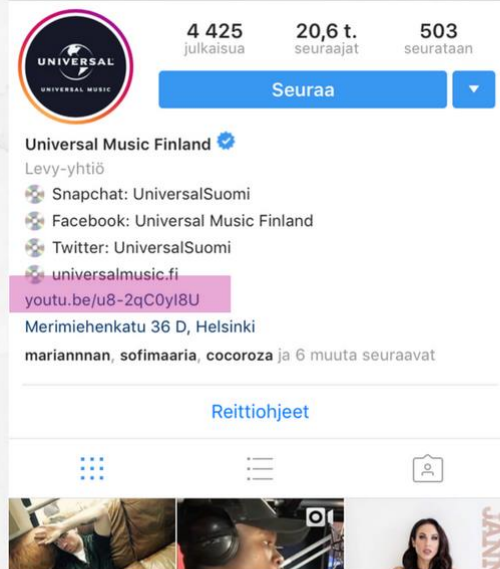 UNIVERSAL
UNIVERSAL MUSIC
4 425 20,6 t. 503
julkaisua seuraajat seurataan
Seuraa
Universal Music Finland
Levy-yhtiö
Snapchat: UniversalSuomi
Facebook: Universal Music Finland
Twitter: UniversalSuomi
universalmusic.fi
youtu.be/u8-2qC0yI8U
Merimiehenkatu 36 D, Helsinki
mariannnan, sofimaaria, cocoroza ja 6 muuta seuraavat
Reittiohjeet